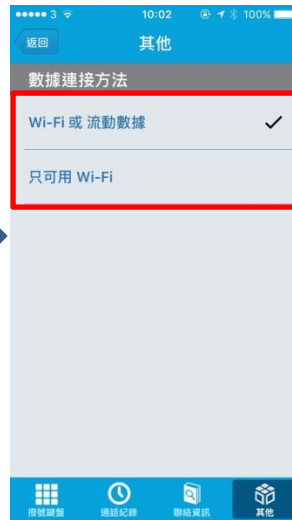 3 10:02 100%
返回 其他
數據連接方法
Wi-Fi 或 流動數據
只可用 Wi-Fi
撥號鍵盤 通話紀錄 聯絡資訊 其他